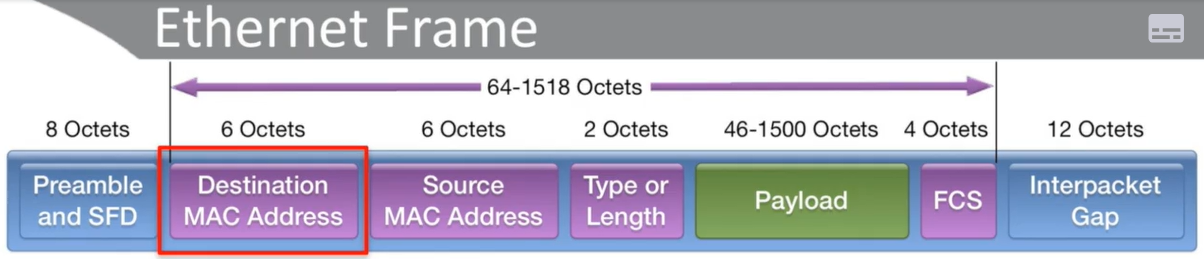 Ethernet Frame
64-1518 Octets
8 Octets
6 Octets
6 Octets
2 Octets
46-1500 Octets
4 Octets
12 Octets
Preamble
and SFD
Destination
MAC Address
Source
MAC Address
Type or
Length
Payload
FCS
Interpacket
Gap